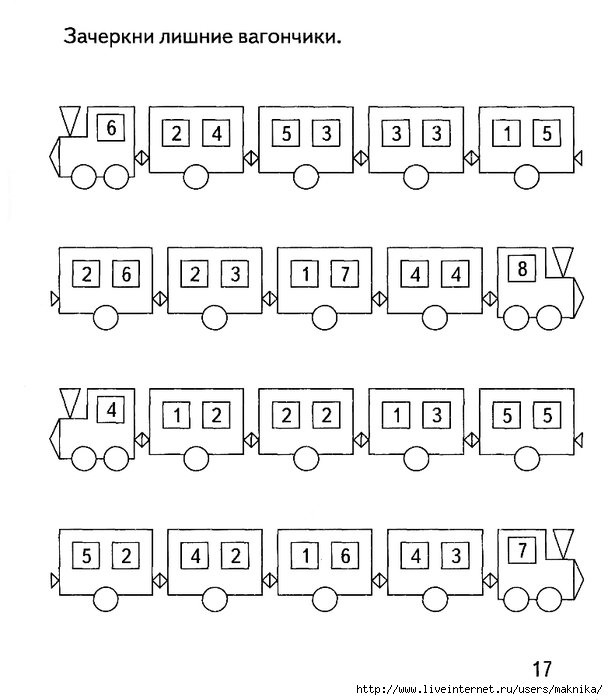 Зачеркни лишние вагончики.
6 2 4 5 3 3 3 1 5
2 6 2 3 1 7 4 4 8
4 1 2 2 2 1 3 5 5
5 2 4 2 1 6 4 3 7
17
http://www.liveinternet.ru/users/maknika/